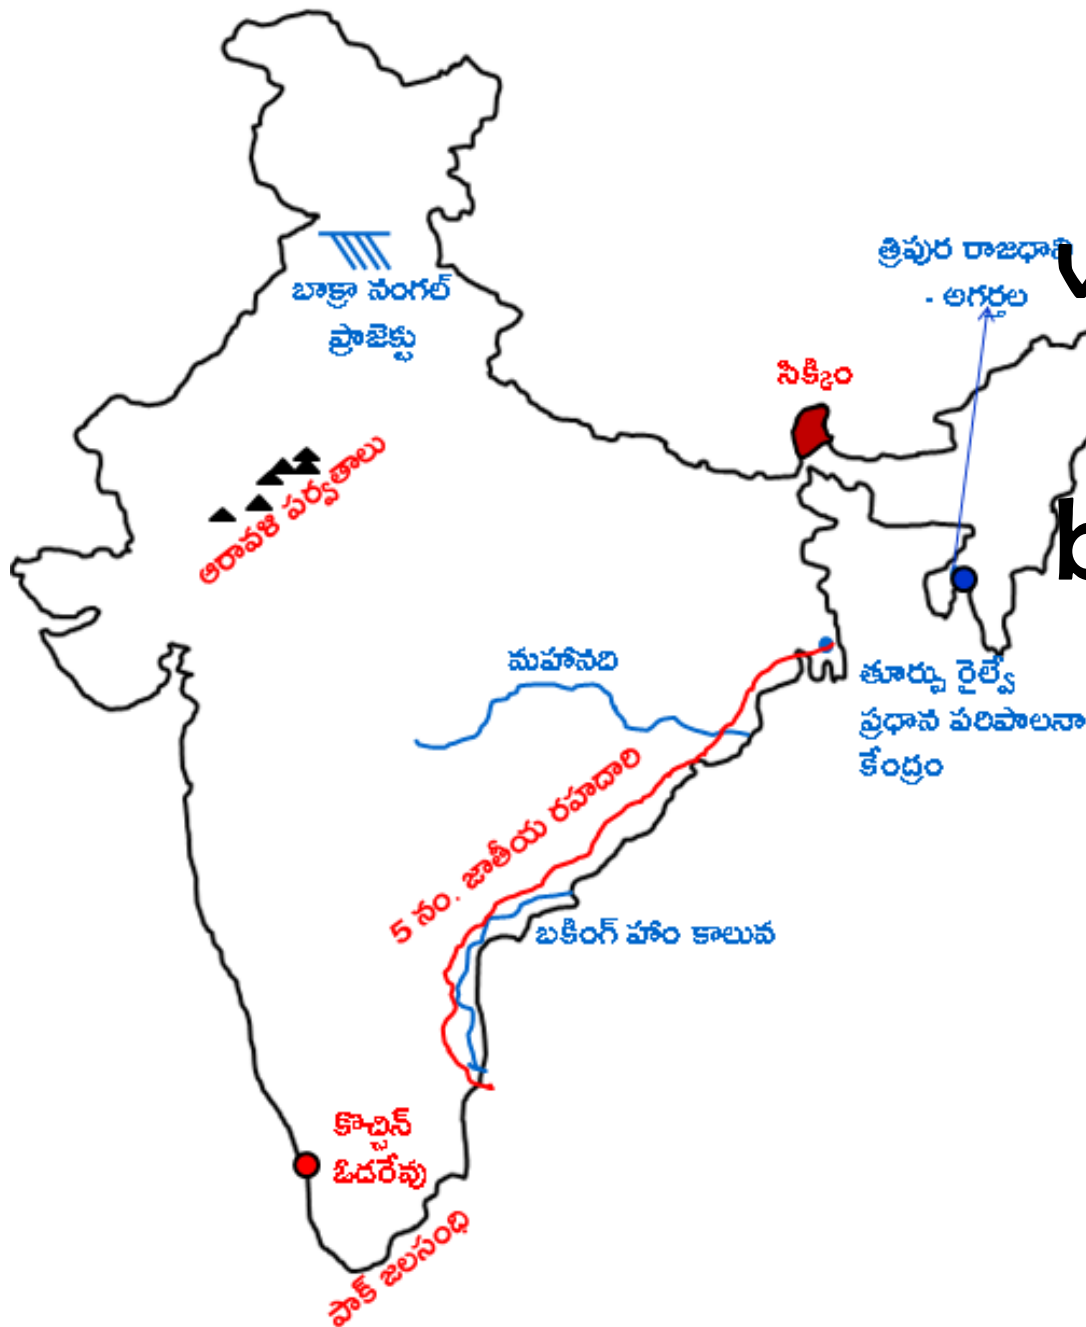 త్రిపుర రాజధాని
- అగర్తల
బాక్రా నంగల్
ప్రాజెక్టు
సిక్కిం
ఆరావళి పర్వతాలు
మహానది
తూర్పు రైల్వే
ప్రధాన పరిపాలనా
కేంద్రం
5 నం. జాతీయ రహదారి
బకింగ్ హాం కాలువ
కొచ్చిన్
ఓడరేవు
పాక్ జలసంధి